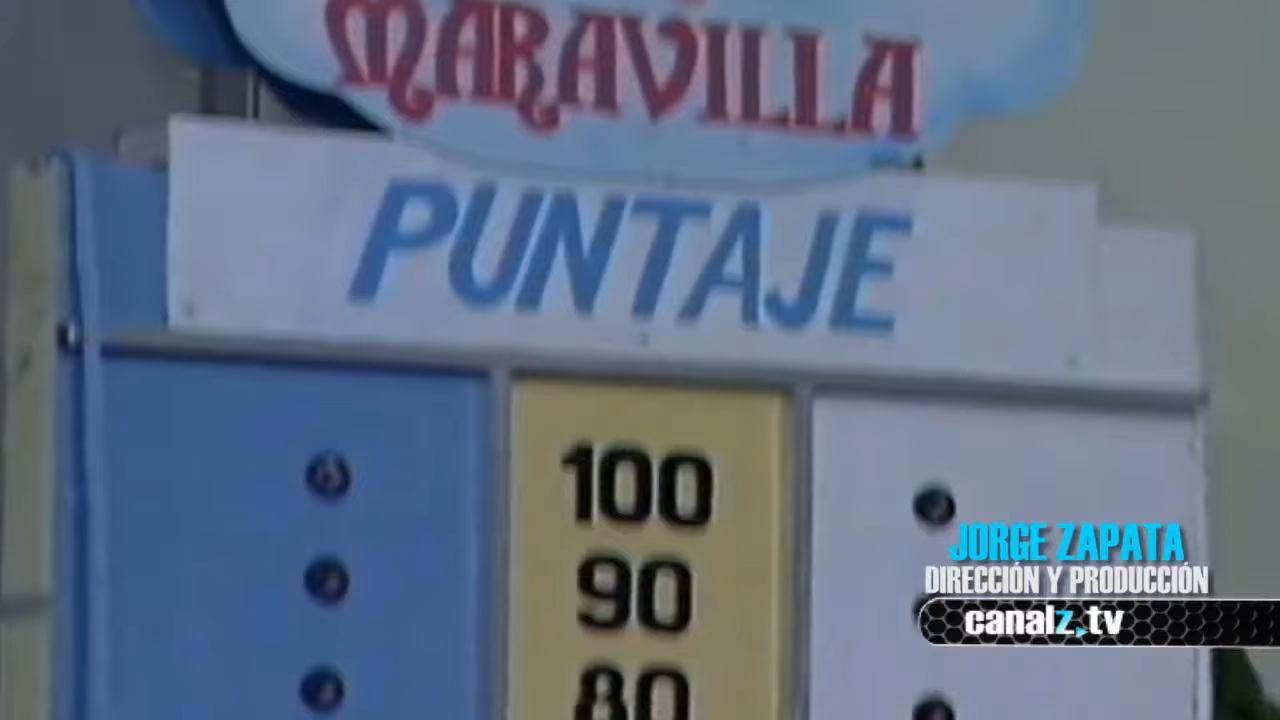 MARAVILLA
PUNTAJE
100
90
80
JORGE ZAPATA
DIRECCIÓN Y PRODUCCIÓN
canalz.tv